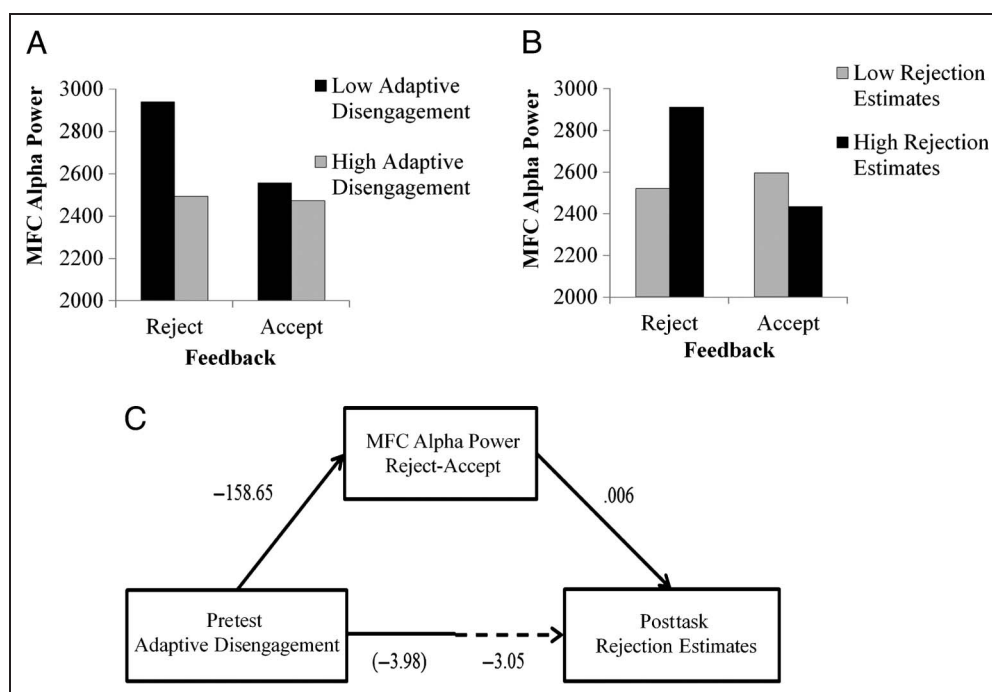 A
MFC Alpha Power
3000
2800
2600
2400
2200
2000
Reject
Accept
Feedback
Low Adaptive
Disengagement
High Adaptive
Disengagement
B
MFC Alpha Power
3000
2800
2600
2400
2200
2000
Reject
Accept
Feedback
Low Rejection
Estimates
High Rejection
Estimates
C
MFC Alpha Power
Reject-Accept
−158.65
.006
Pretest
Adaptive Disengagement
(−3.98)
−3.05
Posttask
Rejection Estimates